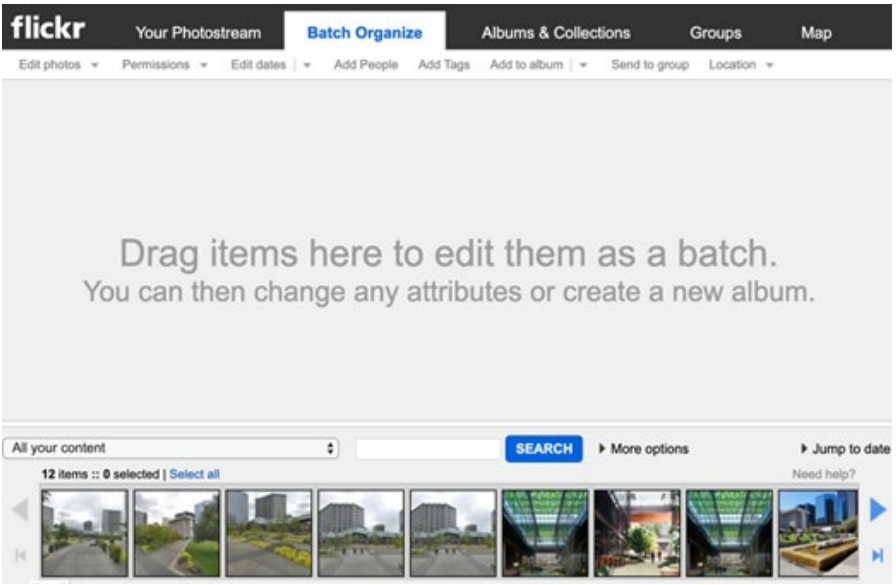 flickr Your Photostream Batch Organize Albums & Collections Groups Map
Edit photos Permissions Edit dates Add People Add Tags Add to album Send to group Location
Drag items here to edit them as a batch.
You can then change any attributes or create a new album.
All your content SEARCH More options Jump to date
12 items :: 0 selected | Select all Need help?